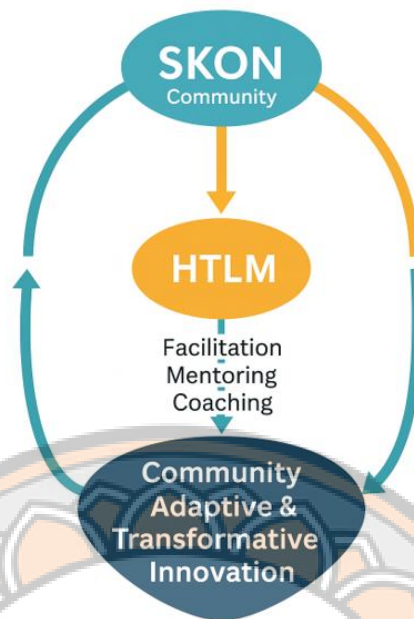 SKON
Community
HTLM
Facilitation
Mentoring
Coaching
Community
Adaptive &
Transformative
Innovation